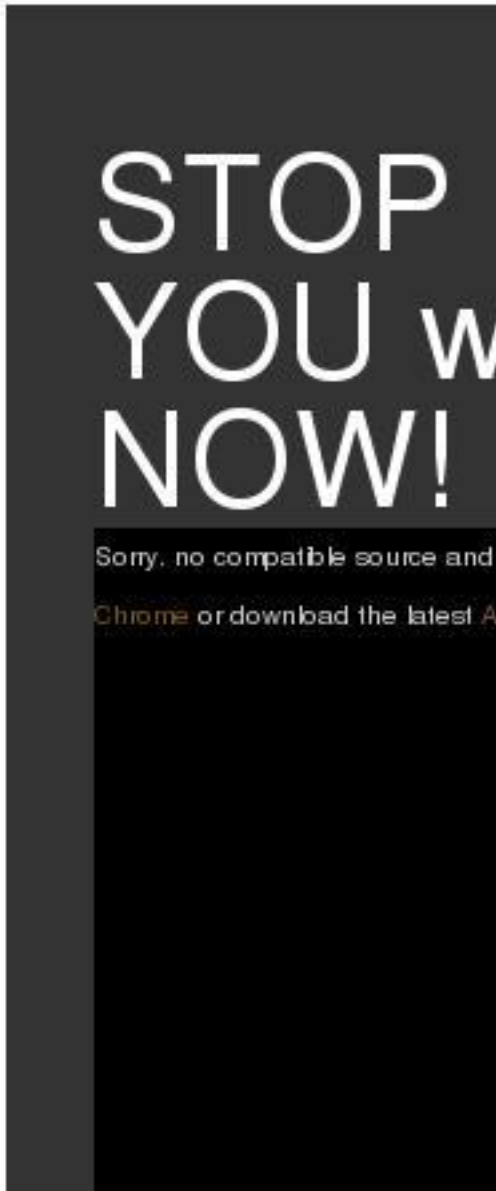 STOP
YOU w
NOW!
Sorry. no compatible source and
Chrome or download the latest A